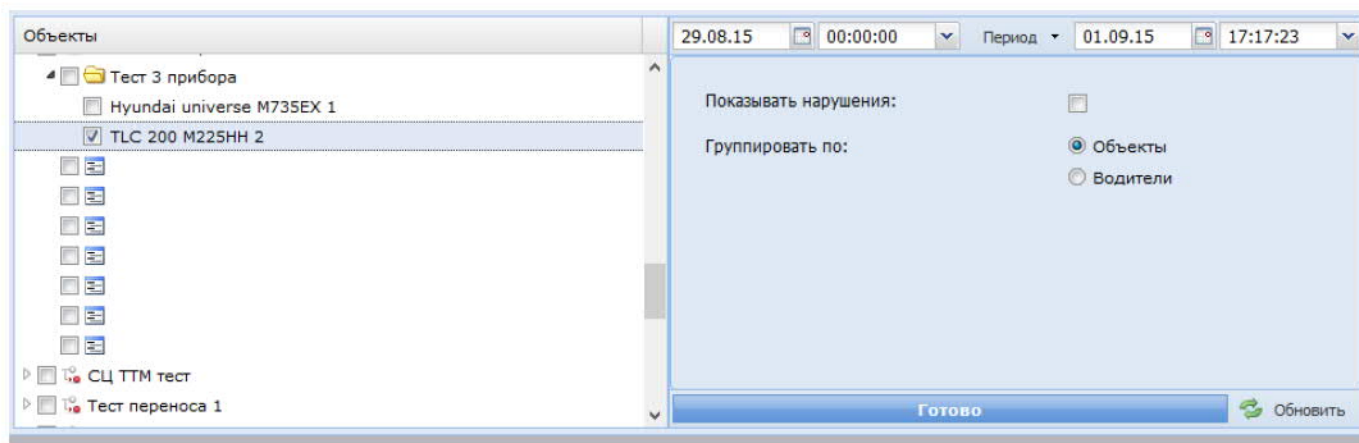 Объекты
Тест 3 прибора
Hyundai universe M735EX 1
TLC 200 M225HH 2
СЦ ТТМ тест
Тест переноса 1
29.08.15 00:00:00 Период 01.09.15 17:17:23
Показывать нарушения:
Группировать по: Объекты
Водители
Готово Обновить